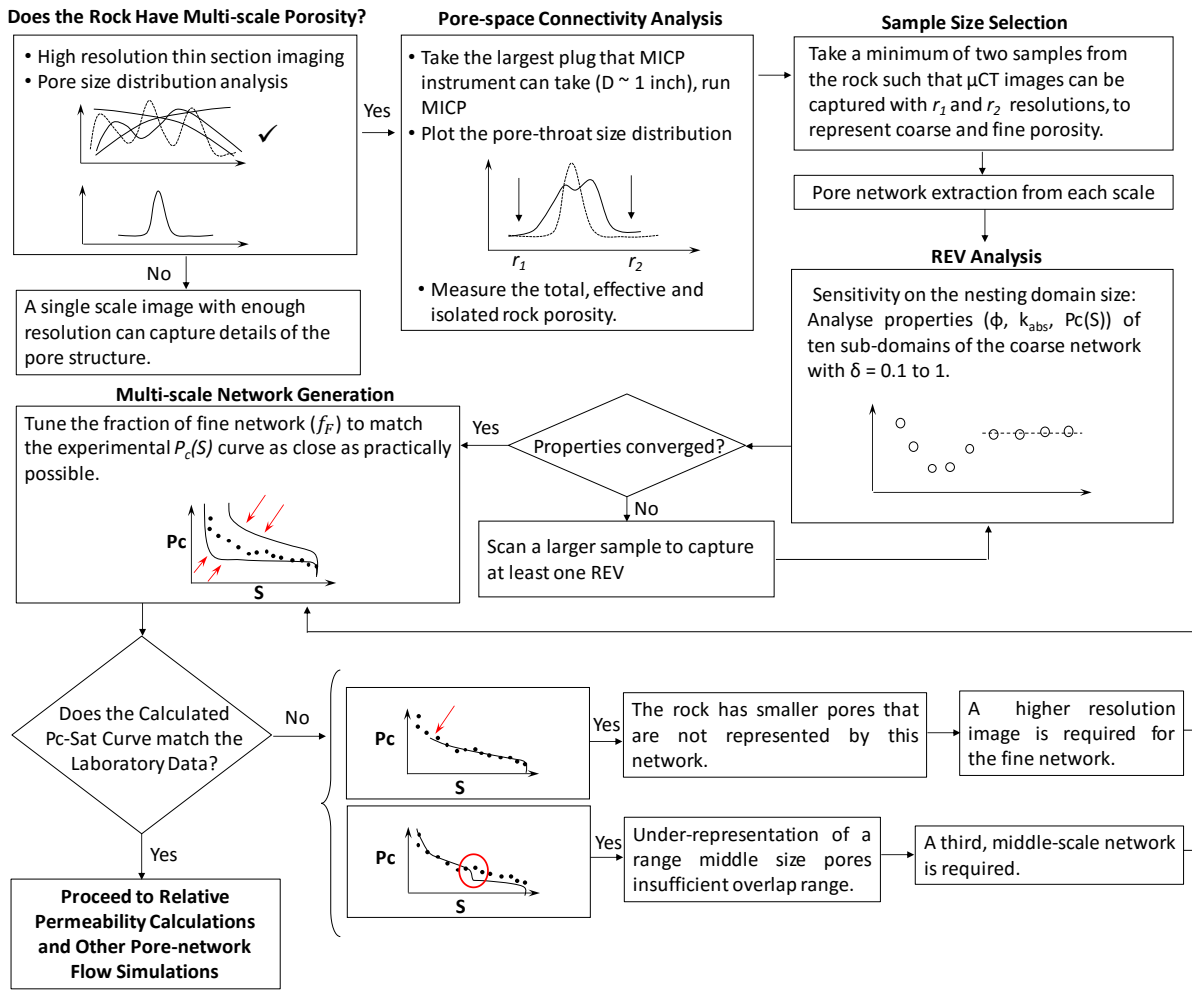 Does the Rock Have Multi-scale Porosity?
• High resolution thin section imaging
• Pore size distribution analysis
✓
Yes
No
A single scale image with enough
resolution can capture details of the
pore structure.
Pore-space Connectivity Analysis
• Take the largest plug that MICP
instrument can take (D ~ 1 inch), run
MICP
• Plot the pore-throat size distribution
r1
r2
• Measure the total, effective and
isolated rock porosity.
Sample Size Selection
Take a minimum of two samples from
the rock such that µCT images can be
captured with r1 and r2 resolutions, to
represent coarse and fine porosity.
Pore network extraction from each scale
REV Analysis
Sensitivity on the nesting domain size:
Analyse properties (ϕ, kabs, Pc(S)) of
ten sub-domains of the coarse network
with δ = 0.1 to 1.
Properties converged?
Yes
No
Scan a larger sample to capture
at least one REV
Multi-scale Network Generation
Tune the fraction of fine network (fF) to match
the experimental Pc(S) curve as close as practically
possible.
Pc
S
Does the Calculated
Pc-Sat Curve match the
Laboratory Data?
No
Yes
Proceed to Relative
Permeability Calculations
and Other Pore-network
Flow Simulations
Pc
S
Yes
The rock has smaller pores that
are not represented by this
network.
A higher resolution
image is required for
the fine network.
Pc
S
Yes
Under-representation of a
range middle size pores
insufficient overlap range.
A third, middle-scale network
is required.